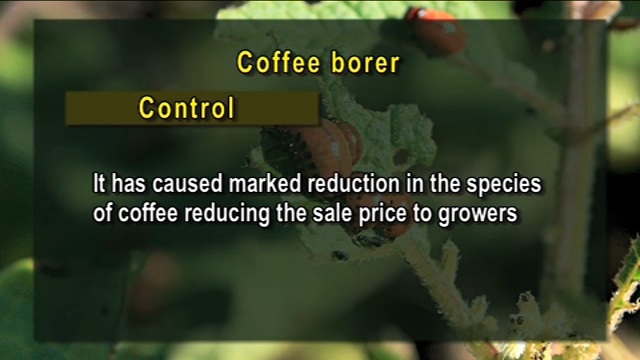 Coffee borer
Control
It has caused marked reduction in the species
of coffee reducing the sale price to growers